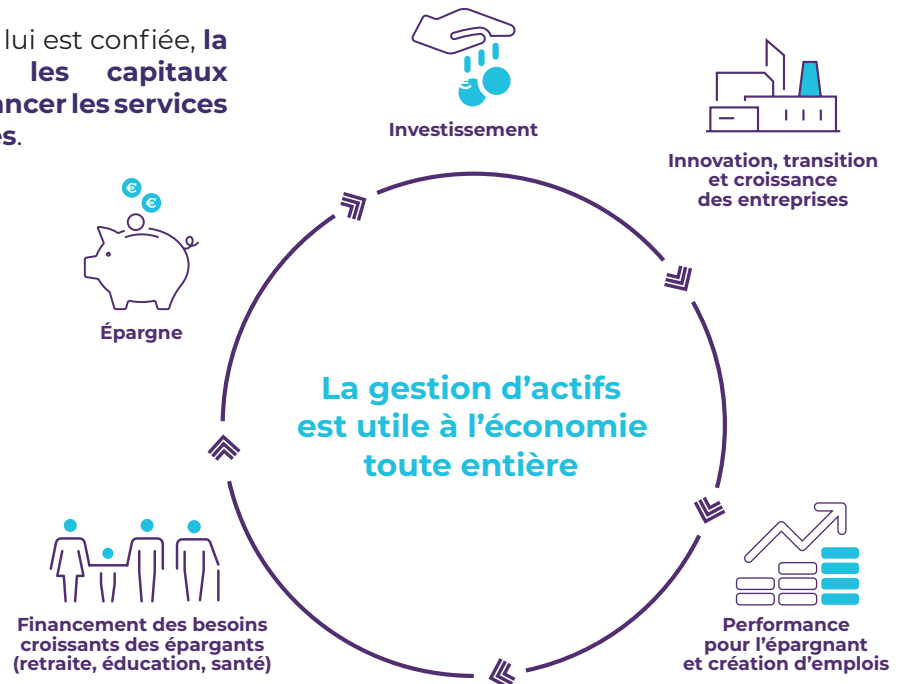 lui est confiée, la
les capitaux
ancer les services
es.
Investissement
Innovation, transition
et croissance
des entreprises
€
€
€
Épargne
La gestion d’actifs
est utile à l’économie
toute entière
Financement des besoins
croissants des épargants
(retraite, éducation, santé)
Performance
pour l’épargnant
et création d’emplois